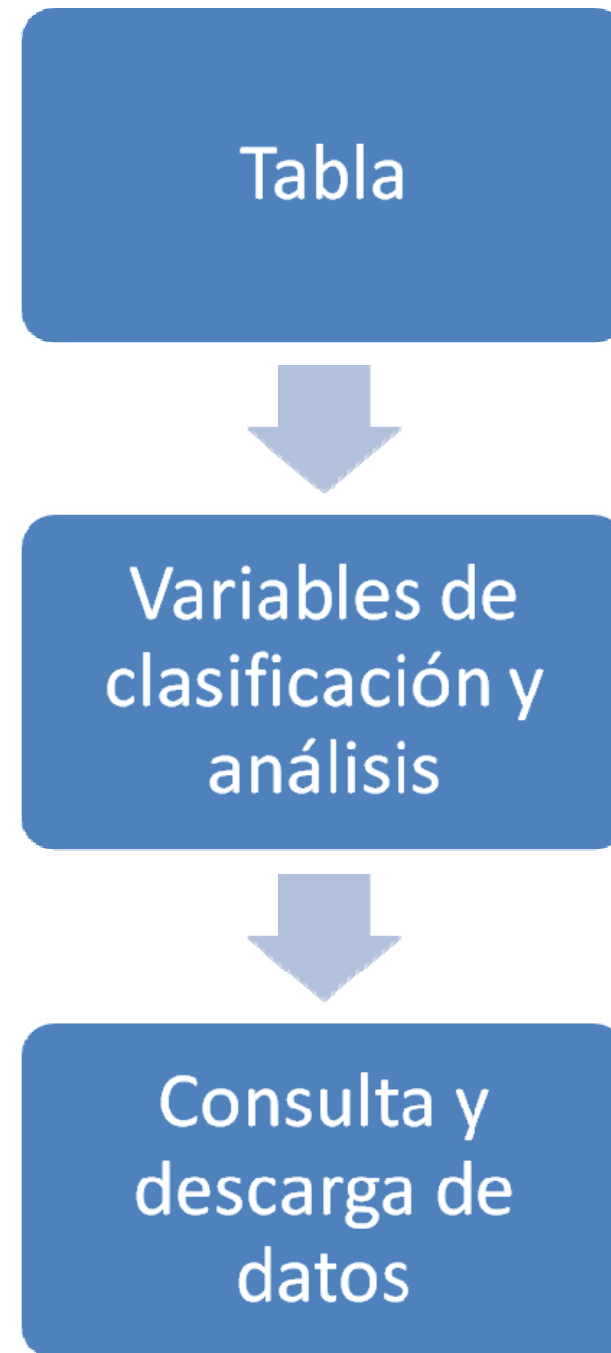 Tabla
Variables de
clasificación y
análisis
Consulta y
descarga de
datos